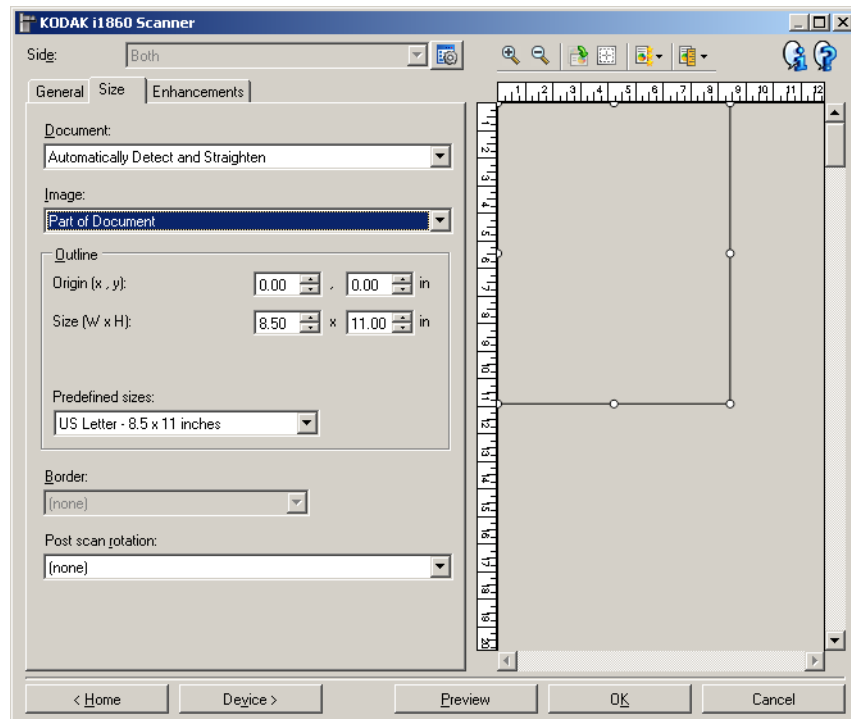 KODAK i1860 Scanner
Side: Both
General Size Enhancements
Document:
Automatically Detect and Straighten
Image:
Part of Document
Outline
Origin (x , y): 0.00 , 0.00 in
Size (W x H): 8.50 x 11.00 in
Predefined sizes:
US Letter - 8.5 x 11 inches
Border:
(none)
Post scan rotation:
(none)
1 2 3 4 5 6 7 8 9 10 11 12
1
2
3
4
5
6
7
8
9
10
11
12
13
14
15
16
17
18
19
20
< Home Device > Preview OK Cancel